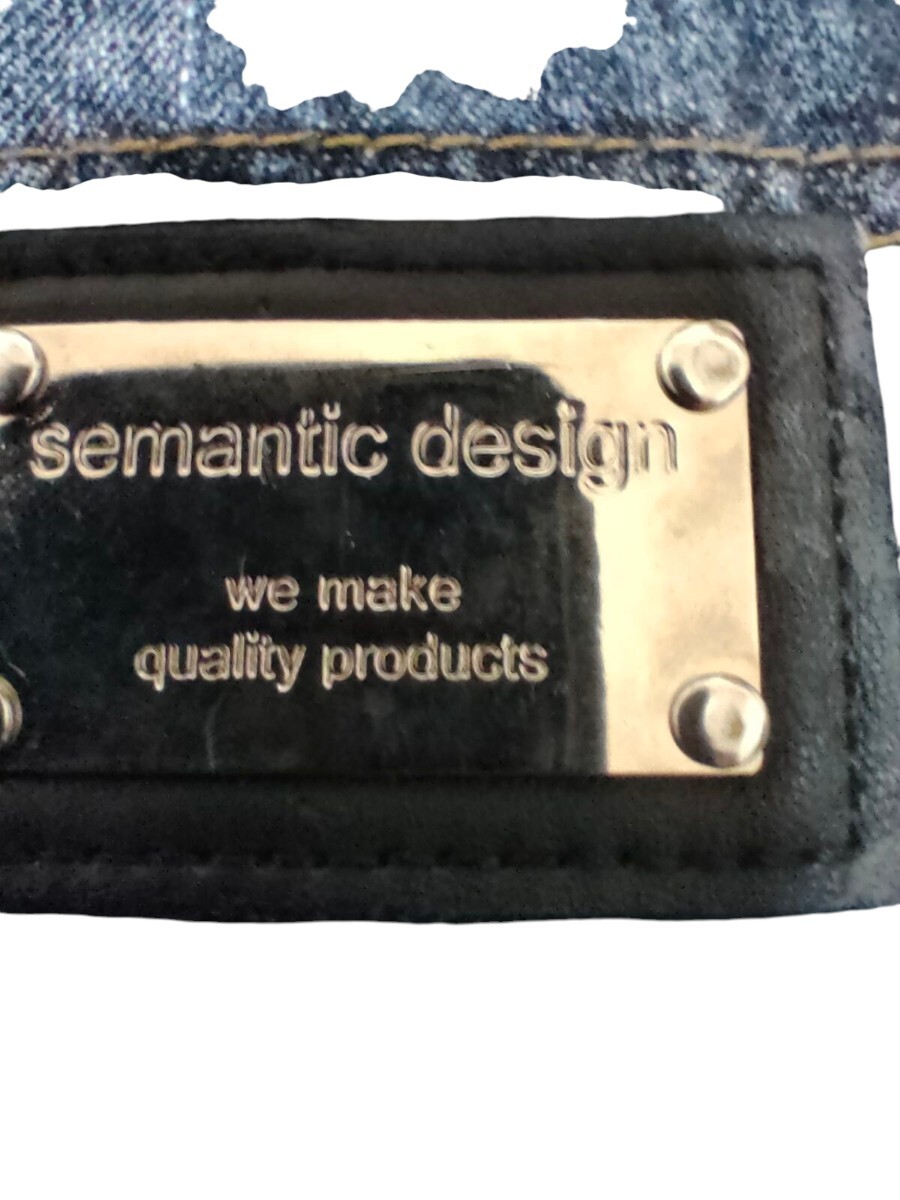 semantic design
we make
quality products